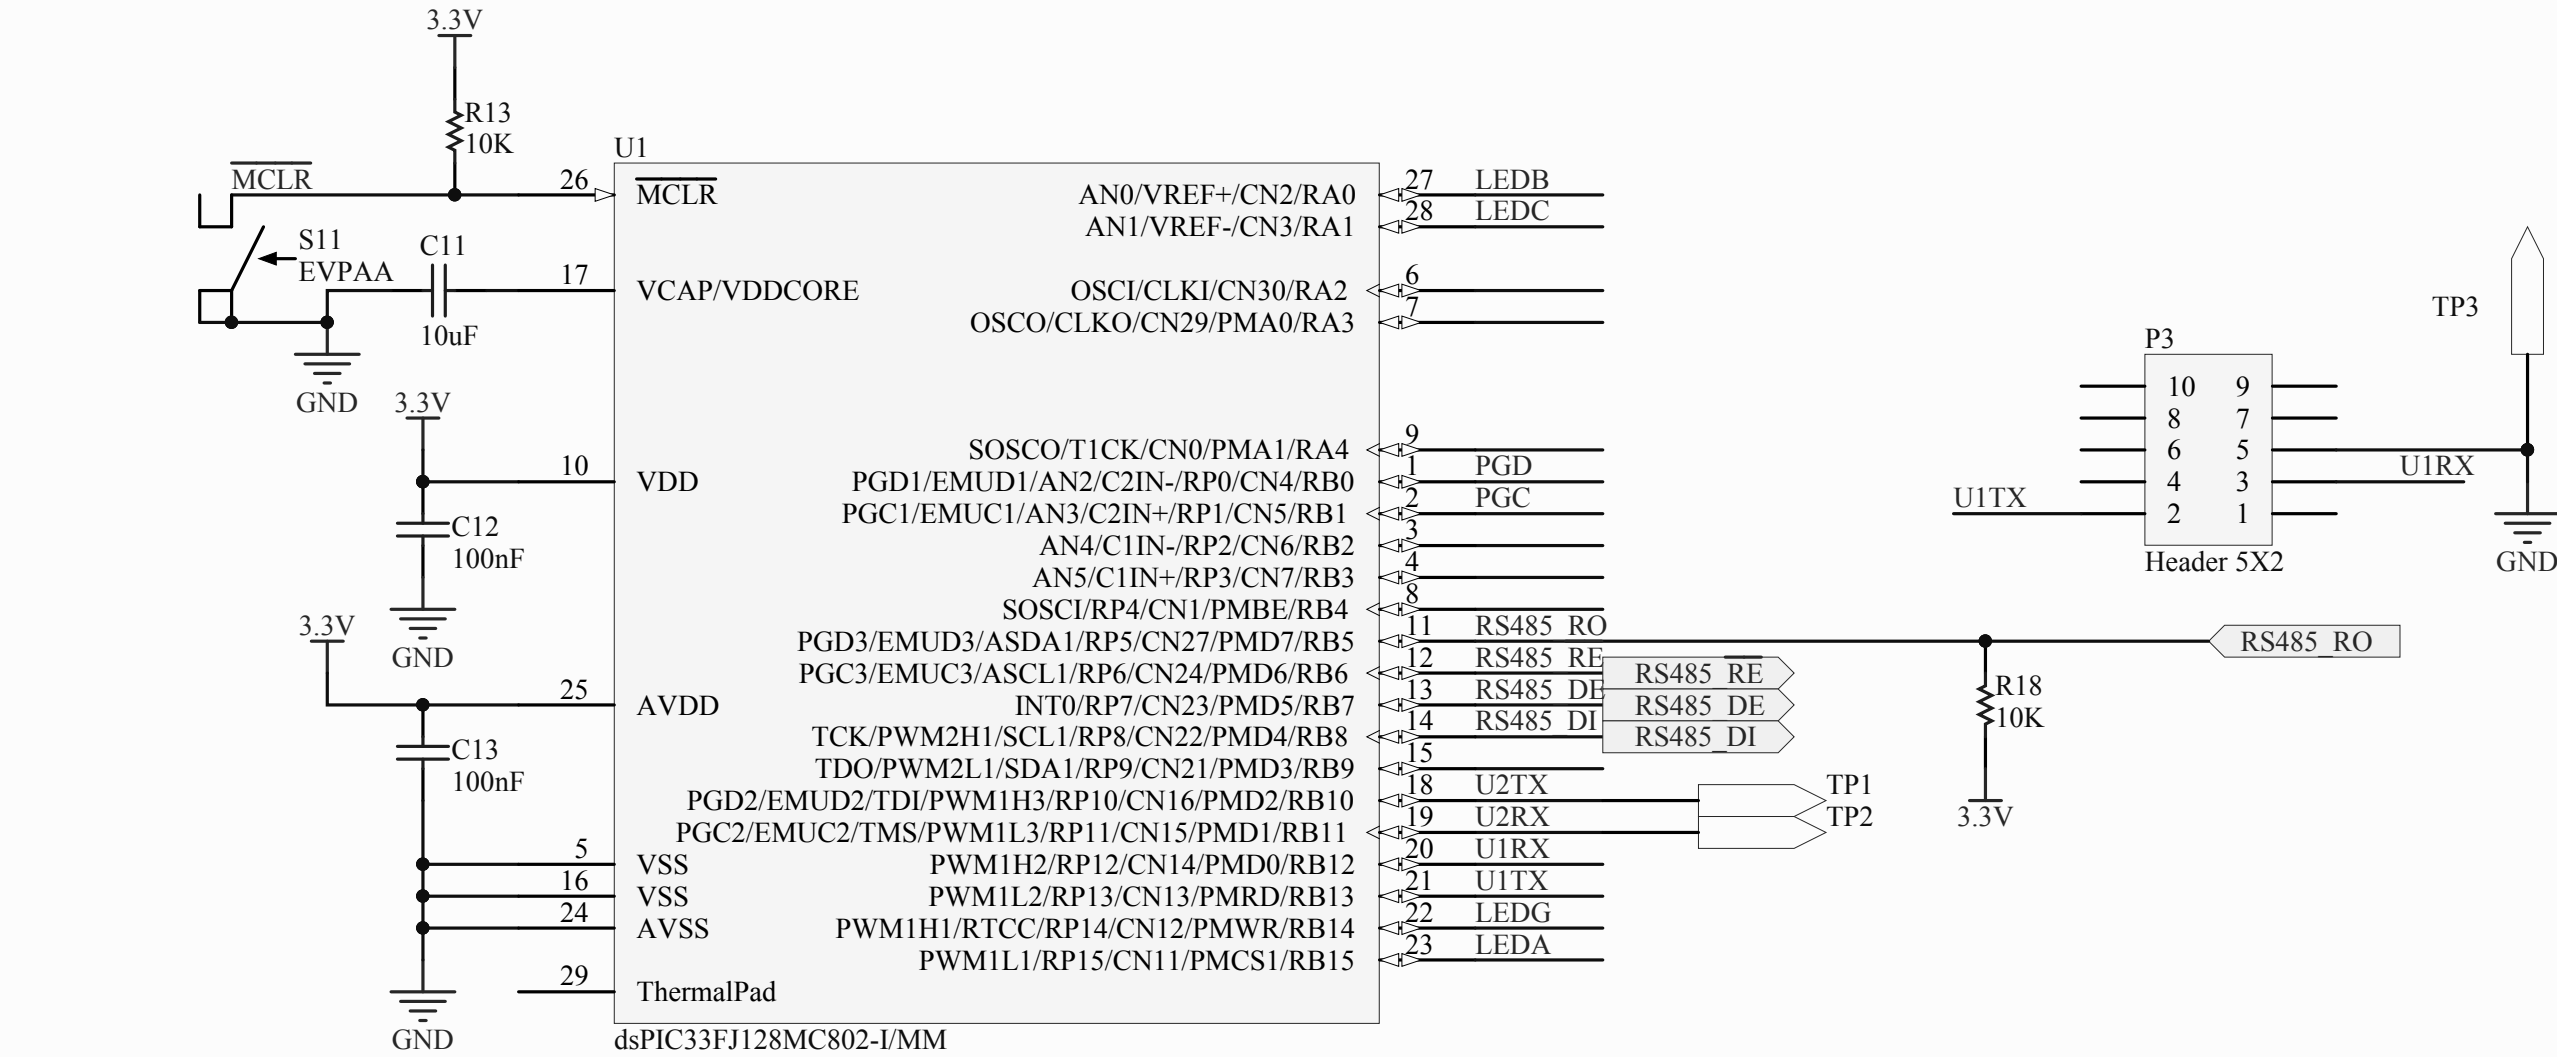 3.3V
R13
10K
U1
MCLR
26
MCLR
AN0/VREF+/CN2/RA0
27
LEDB
AN1/VREF-/CN3/RA1
28
LEDC
S11
EVPAA
C11
10uF
17
VCAP/VDDCORE
OSCI/CLKI/CN30/RA2
6
OSCO/CLKO/CN29/PMA0/RA3
7
GND
3.3V
SOSCO/T1CK/CN0/PMA1/RA4
9
10
VDD
PGD1/EMUD1/AN2/C2IN-/RP0/CN4/RB0
1
PGD
PGC1/EMUC1/AN3/C2IN+/RP1/CN5/RB1
2
PGC
C12
100nF
AN4/C1IN-/RP2/CN6/RB2
3
AN5/C1IN+/RP3/CN7/RB3
4
SOSCI/RP4/CN1/PMBE/RB4
8
GND
3.3V
PGD3/EMUD3/ASDA1/RP5/CN27/PMD7/RB5
11
RS485_RO
RS485_RO
PGC3/EMUC3/ASCL1/RP6/CN24/PMD6/RB6
12
RS485_RE
RS485_RE
25
AVDD
INT0/RP7/CN23/PMD5/RB7
13
RS485_DE
RS485_DE
TCK/PWM2H1/SCL1/RP8/CN22/PMD4/RB8
14
RS485_DI
RS485_DI
C13
100nF
TDO/PWM2L1/SDA1/RP9/CN21/PMD3/RB9
15
PGD2/EMUD2/TDI/PWM1H3/RP10/CN16/PMD2/RB10
18
U2TX
TP1
PGC2/EMUC2/TMS/PWM1L3/RP11/CN15/PMD1/RB11
19
U2RX
TP2
5
VSS
PWM1H2/RP12/CN14/PMD0/RB12
20
U1RX
16
VSS
PWM1L2/RP13/CN13/PMRD/RB13
21
U1TX
24
AVSS
PWM1H1/RTCC/RP14/CN12/PMWR/RB14
22
LEDG
PWM1L1/RP15/CN11/PMCS1/RB15
23
LEDA
29
ThermalPad
GND
dsPIC33FJ128MC802-I/MM
R18
10K
3.3V
TP3
P3
10 9
8 7
6 5
4 3
2 1
U1RX
U1TX
Header 5X2
GND